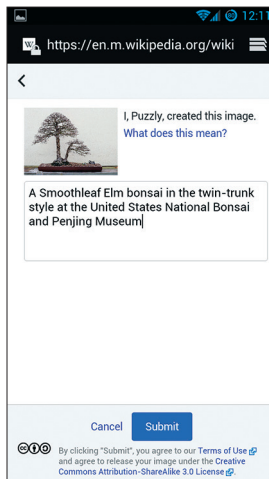 12:11
https://en.m.wikipedia.org/wiki
I, Puzzly, created this image.
What does this mean?
A Smoothleaf Elm bonsai in the twin-trunk
style at the United States National Bonsai
and Penjing Museum
Cancel Submit
By clicking "Submit", you agree to our Terms of Use
and agree to release your image under the Creative
Commons Attribution-ShareAlike 3.0 License.